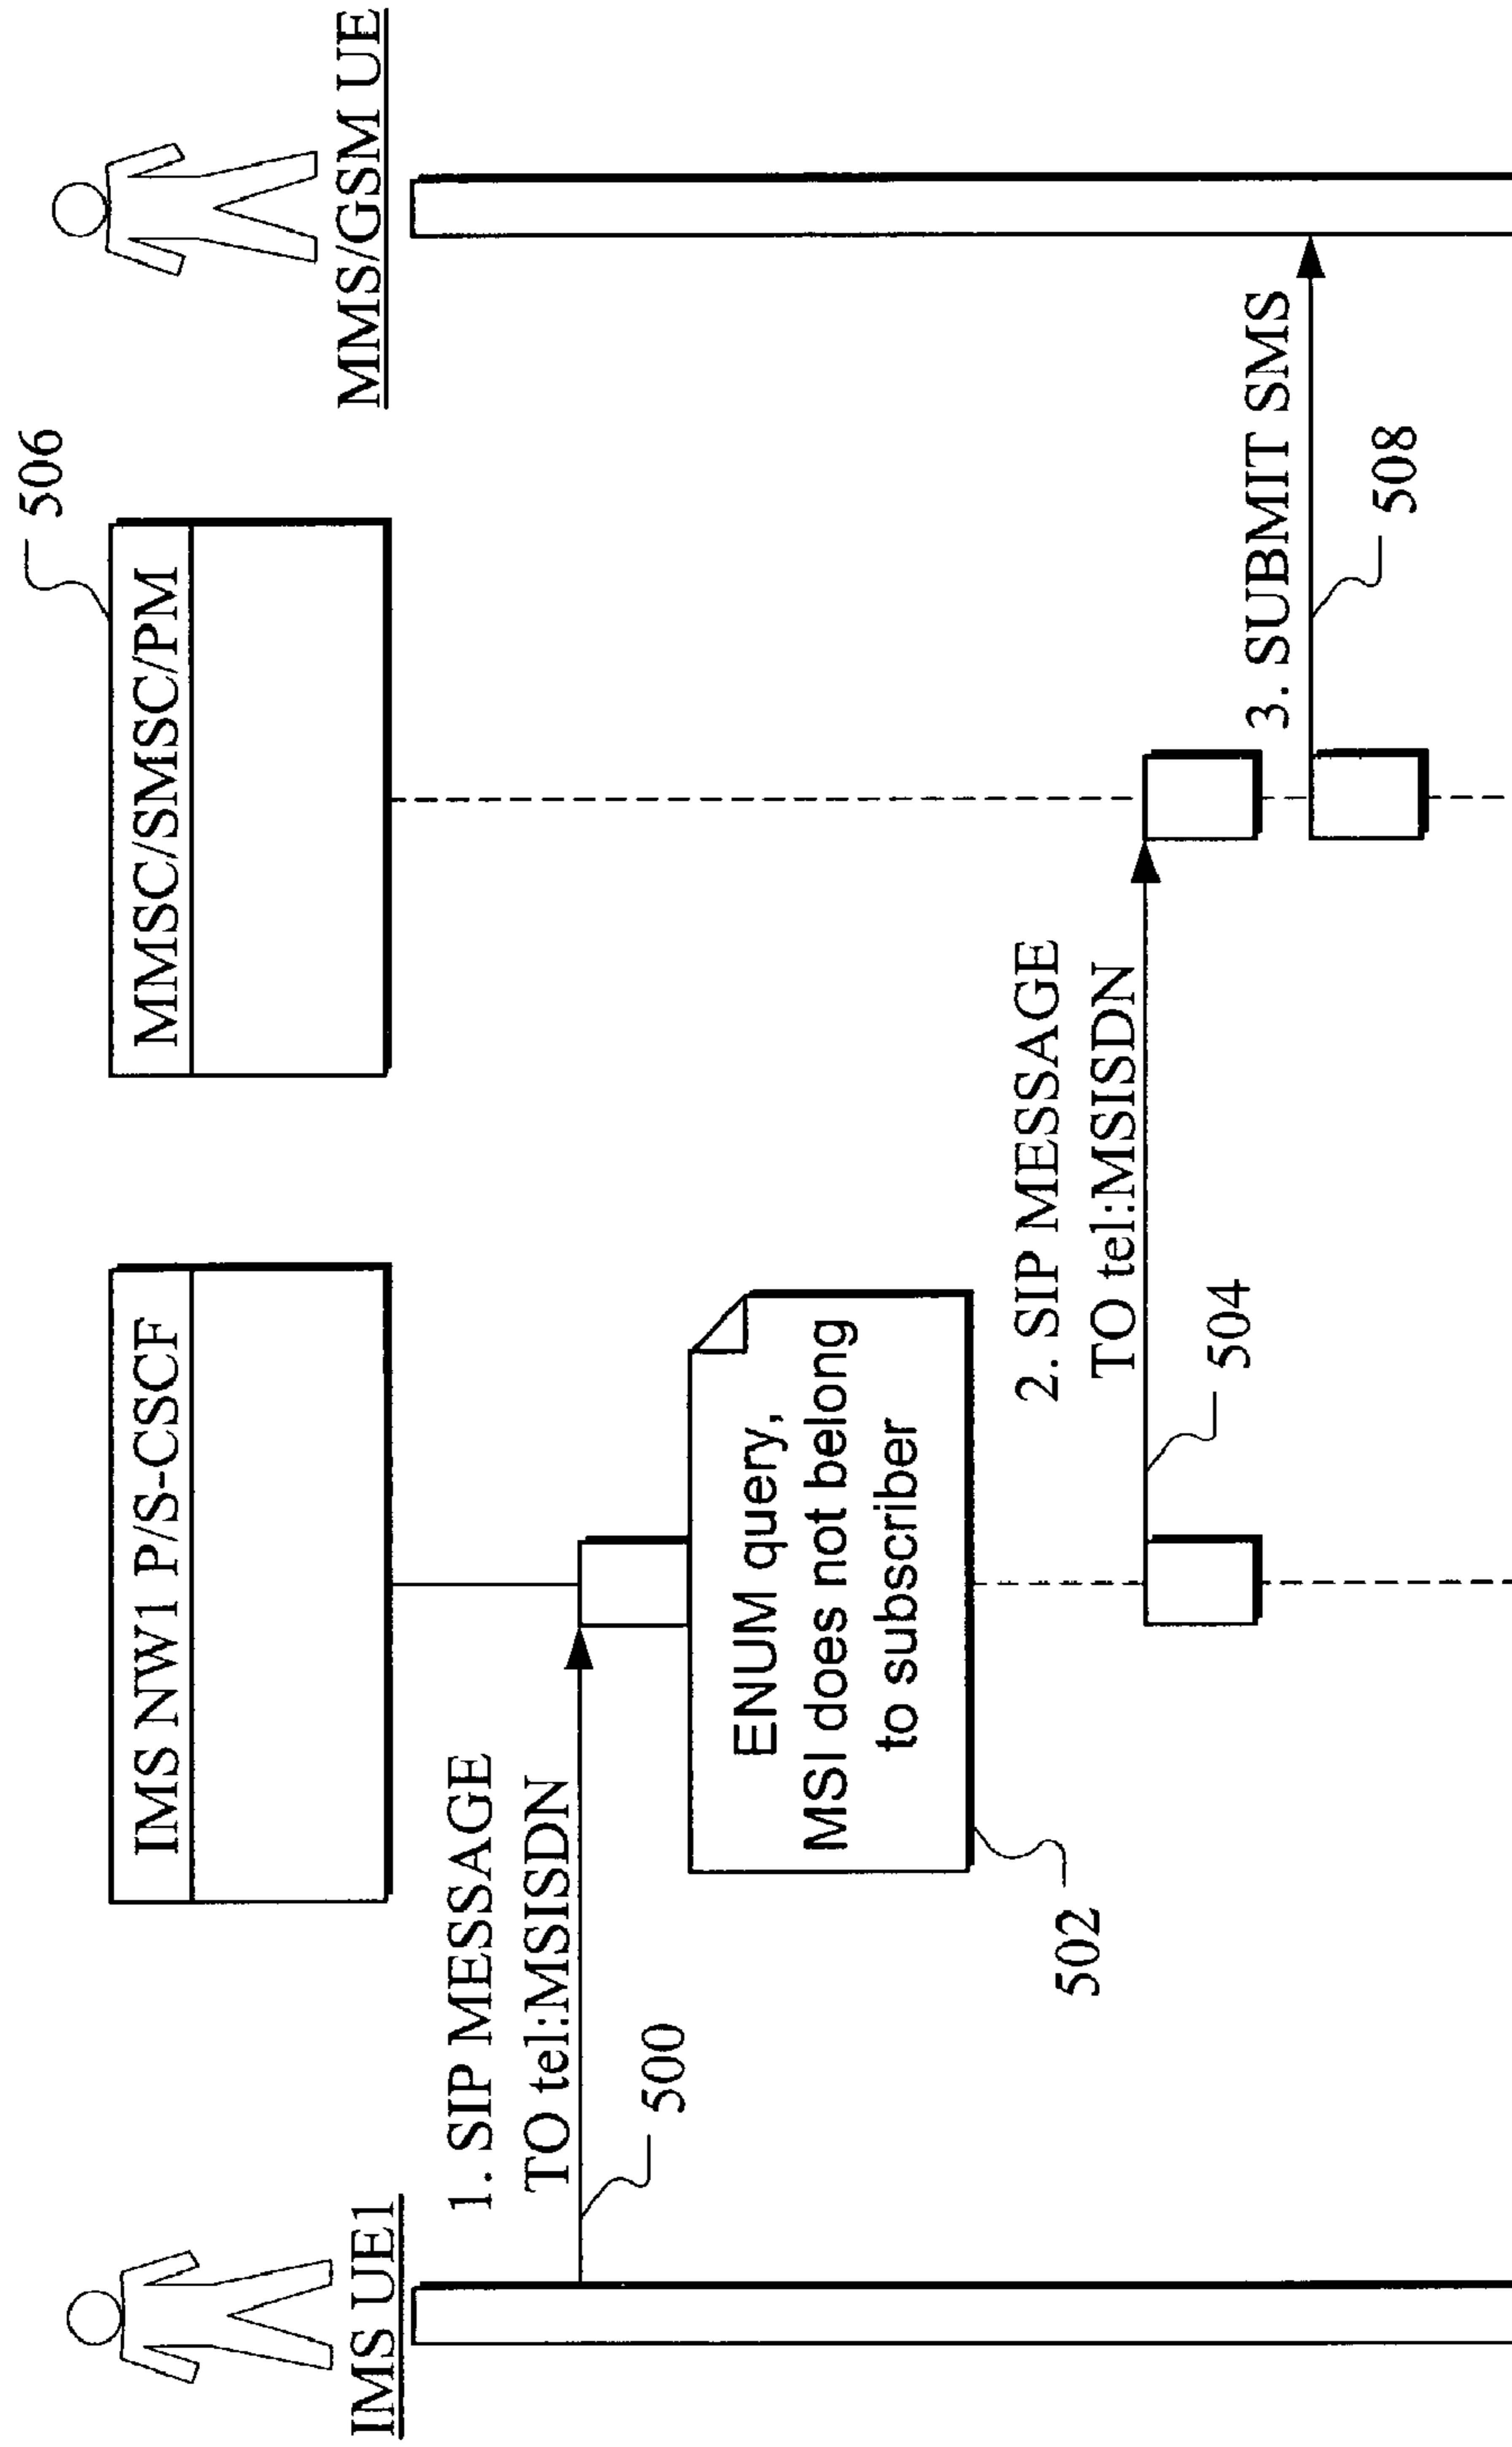 IMS UE1
IMS NW1 P/S-CSCF
MMSC/SMSC/PM
506
MMS/GSM UE
1. SIP MESSAGE
TO tel:MSISDN
500
ENUM query,
MSI does not belong
to subscriber
502
2. SIP MESSAGE
TO tel:MSISDN
504
3. SUBMIT SMS
508